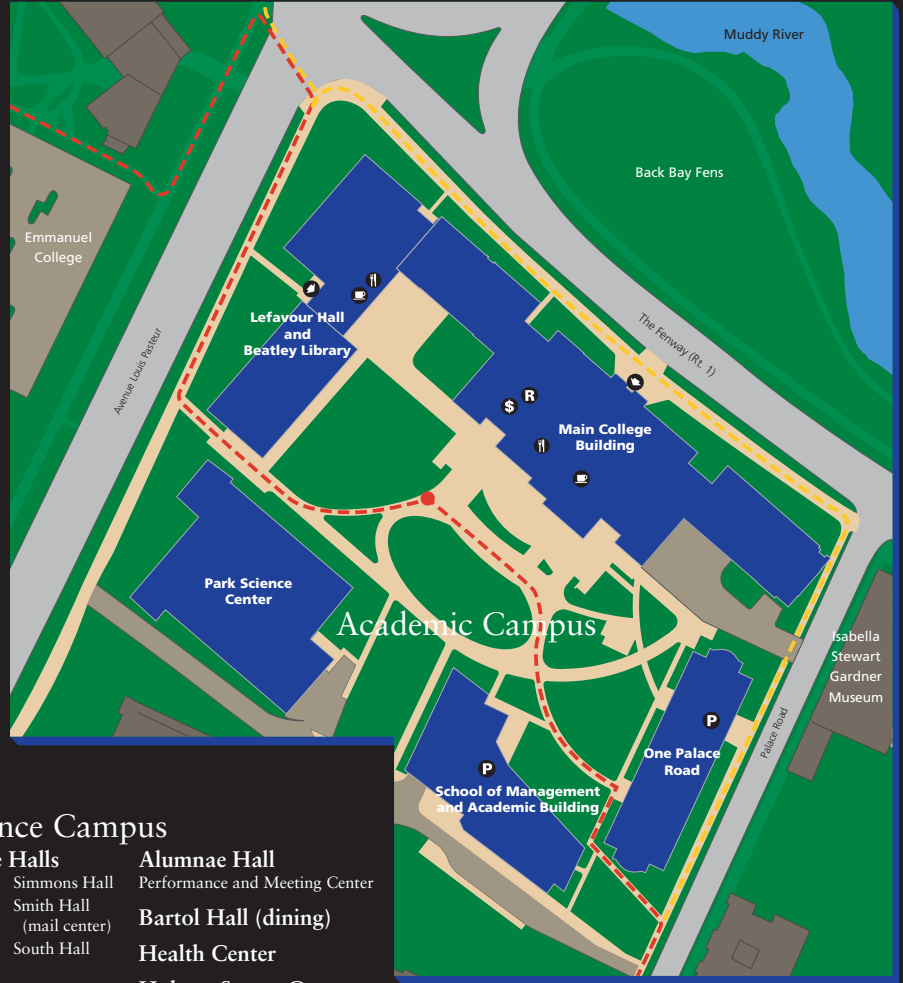 Muddy River
Back Bay Fens
Emmanuel
College
Avenue Louis Pasteur
The Fenway (Rt. 1)
Lefavour Hall
and
Beatley Library
$
R
Main College
Building
Park Science
Center
Academic Campus
Isabella
Stewart
Gardner
Museum
Palace Road
P
One Palace
Road
P
School of Management
and Academic Building
nce Campus
e Halls
Simmons Hall
Smith Hall
(mail center)
South Hall
Alumnae Hall
Performance and Meeting Center
Bartol Hall (dining)
Health Center